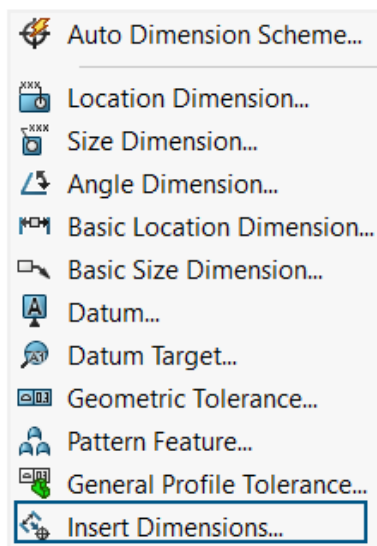 Auto Dimension Scheme...
Location Dimension...
Size Dimension...
Angle Dimension...
Basic Location Dimension...
Basic Size Dimension...
Datum...
Datum Target...
Geometric Tolerance...
Pattern Feature...
General Profile Tolerance...
Insert Dimensions...